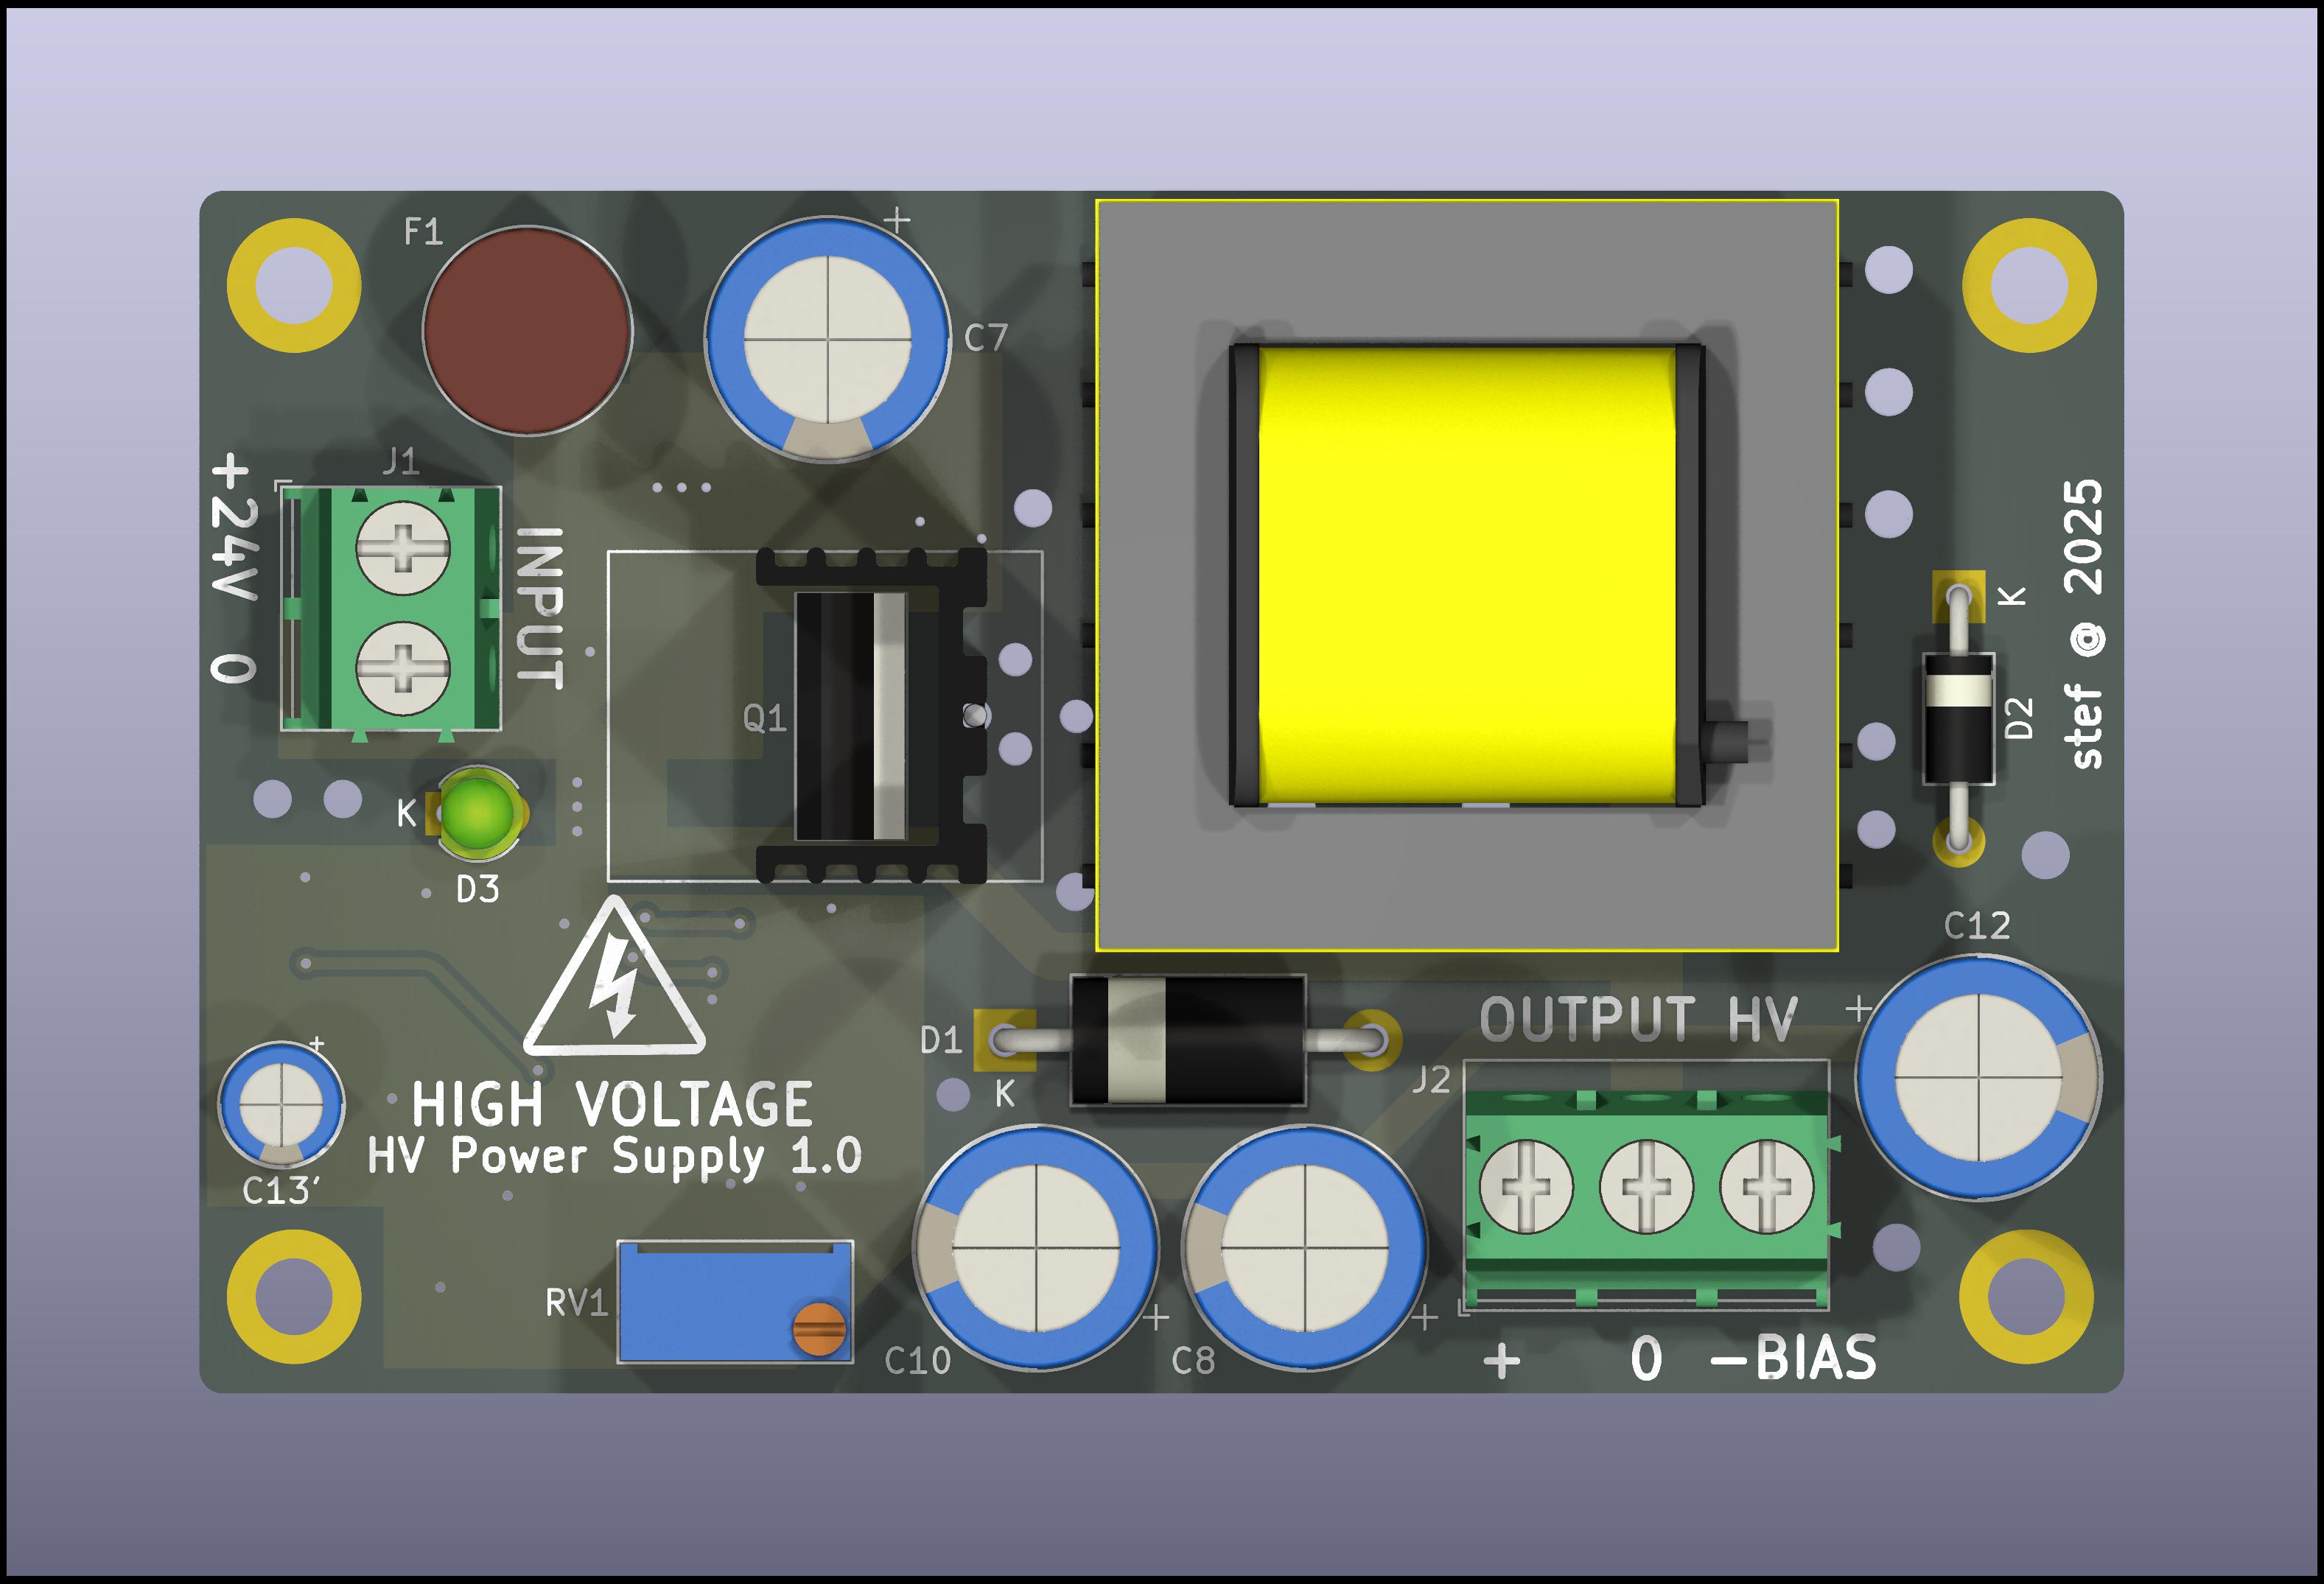 F1
+
C7
J1
+24V 0
INPUT
Q1
K
D2
stef @ 2025
K
D3
C12
+
OUTPUT HV
D1
K
J2
+
C13'
HIGH VOLTAGE
HV Power Supply 1.0
RV1
+
+
C10
C8
+ 0 -BIAS